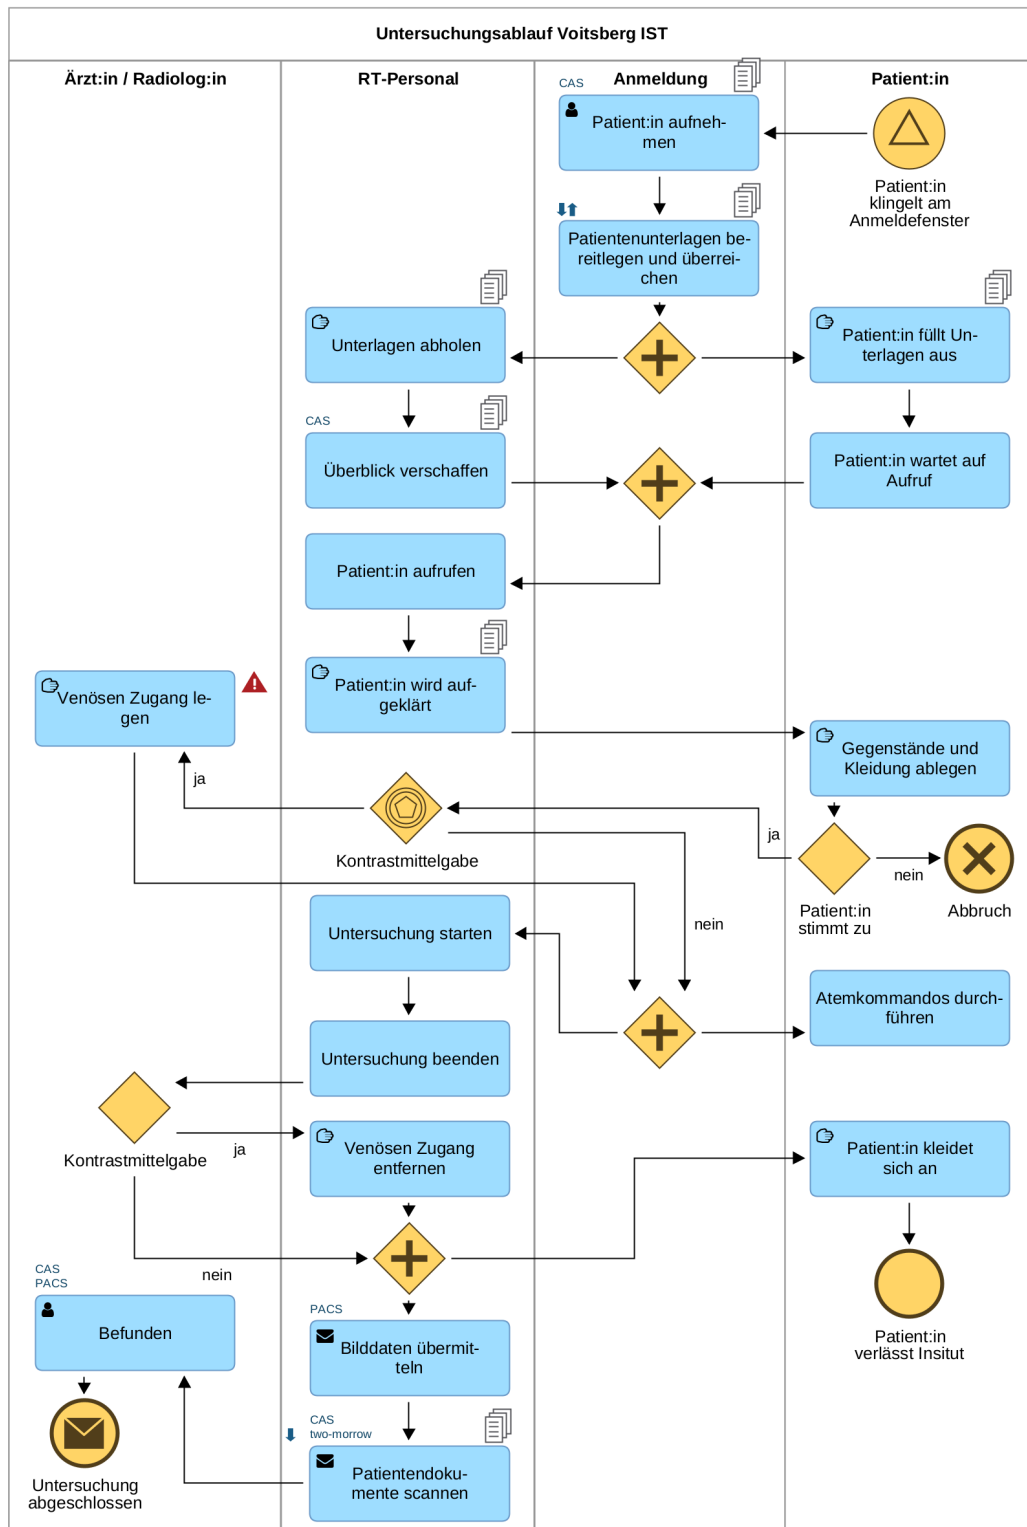 Untersuchungsablauf Voitsberg IST
Ärzt:in / Radiolog:in
RT-Personal
Anmeldung
Patient:in
CAS
Patient:in aufneh-
men
Patient:in
klingelt am
Anmeldefenster
Patientenunterlagen be-
reitlegen und überrei-
chen
Unterlagen abholen
Patient:in füllt Un-
terlagen aus
CAS
Überblick verschaffen
Patient:in wartet auf
Aufruf
Patient:in aufrufen
Patient:in wird auf-
geklärt
Venösen Zugang le-
gen
Gegenstände und
Kleidung ablegen
ja
Kontrastmittelgabe
ja
nein
Patient:in
stimmt zu
Abbruch
nein
Untersuchung starten
Atemkommandos durch-
führen
Untersuchung beenden
Kontrastmittelgabe
ja
Venösen Zugang
entfernen
Patient:in kleidet
sich an
nein
CAS
PACS
Befunden
PACS
Bilddaten übermit-
teln
Patient:in
verlässt Insitut
CAS
two-morrow
Patientendoku-
mente scannen
Untersuchung
abgeschlossen